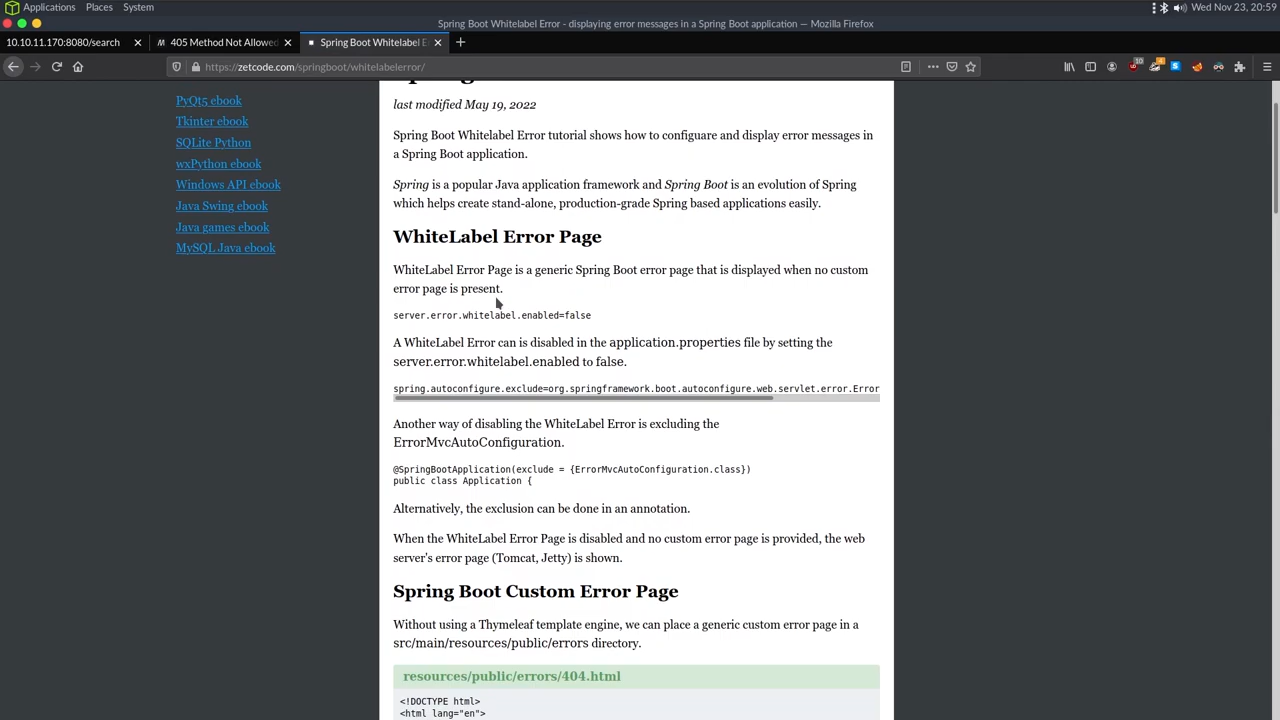 Applications Places System
Wed Nov 23, 20:59
Spring Boot Whitelabel Error - displaying error messages in a Spring Boot application — Mozilla Firefox
10.10.11.170:8080/search
405 Method Not Allowed
Spring Boot Whitelabel E
https://zetcode.com/springboot/whitelabelerror/
PyQt5 ebook
Tkinter ebook
SQLite Python
wxPython ebook
Windows API ebook
Java Swing ebook
Java games ebook
MySQL Java ebook
last modified May 19, 2022
Spring Boot Whitelabel Error tutorial shows how to configuare and display error messages in
a Spring Boot application.
Spring is a popular Java application framework and Spring Boot is an evolution of Spring
which helps create stand-alone, production-grade Spring based applications easily.
WhiteLabel Error Page
WhiteLabel Error Page is a generic Spring Boot error page that is displayed when no custom
error page is present.
server.error.whitelabel.enabled=false
A WhiteLabel Error can is disabled in the application.properties file by setting the
server.error.whitelabel.enabled to false.
spring.autoconfigure.exclude=org.springframework.boot.autoconfigure.web.servlet.error.Error
Another way of disabling the WhiteLabel Error is excluding the
ErrorMvcAutoConfiguration.
@SpringBootApplication(exclude = {ErrorMvcAutoConfiguration.class})
public class Application {
Alternatively, the exclusion can be done in an annotation.
When the WhiteLabel Error Page is disabled and no custom error page is provided, the web
server's error page (Tomcat, Jetty) is shown.
Spring Boot Custom Error Page
Without using a Thymeleaf template engine, we can place a generic custom error page in a
src/main/resources/public/errors directory.
resources/public/errors/404.html
<!DOCTYPE html>
<html lang="en">